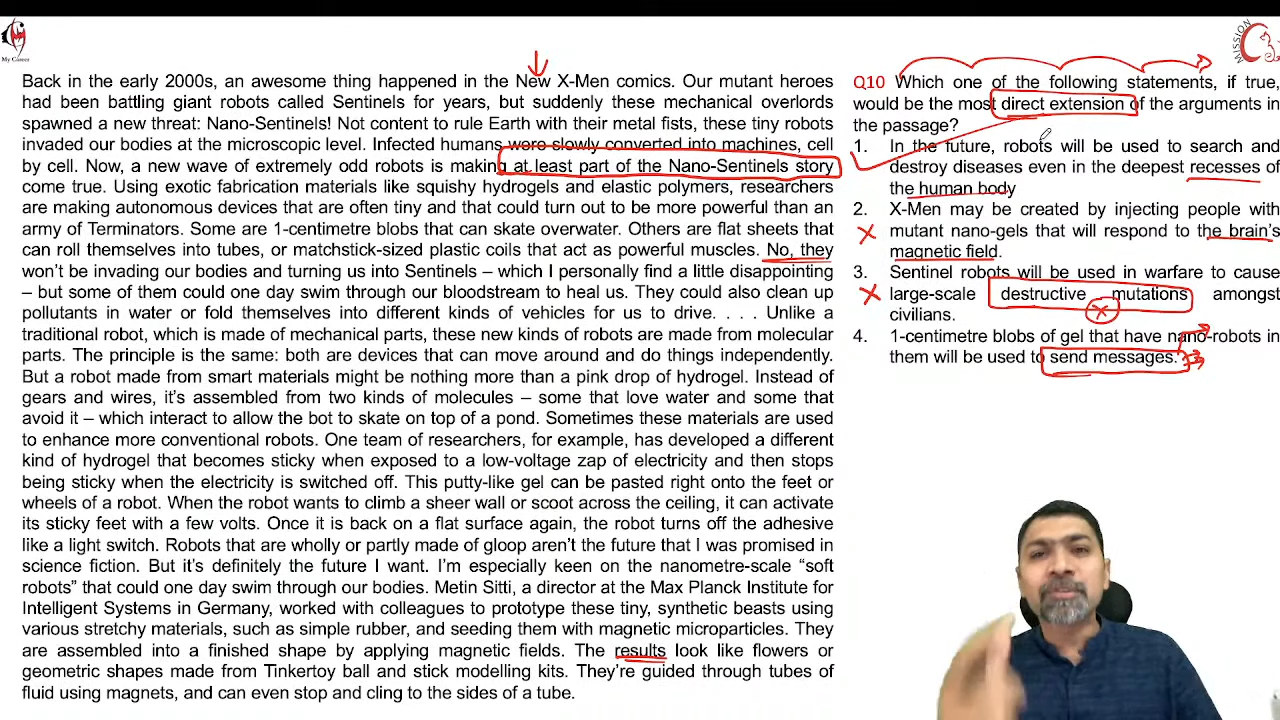 My Career
MISSION
Back in the early 2000s, an awesome thing happened in the New X-Men comics. Our mutant heroes
had been battling giant robots called Sentinels for years, but suddenly these mechanical overlords
spawned a new threat: Nano-Sentinels! Not content to rule Earth with their metal fists, these tiny robots
invaded our bodies at the microscopic level. Infected humans were slowly converted into machines, cell
by cell. Now, a new wave of extremely odd robots is making at least part of the Nano-Sentinels story
come true. Using exotic fabrication materials like squishy hydrogels and elastic polymers, researchers
are making autonomous devices that are often tiny and that could turn out to be more powerful than an
army of Terminators. Some are 1-centimetre blobs that can skate overwater. Others are flat sheets that
can roll themselves into tubes, or matchstick-sized plastic coils that act as powerful muscles. No, they
won't be invading our bodies and turning us into Sentinels – which I personally find a little disappointing
– but some of them could one day swim through our bloodstream to heal us. They could also clean up
pollutants in water or fold themselves into different kinds of vehicles for us to drive. . . . Unlike a
traditional robot, which is made of mechanical parts, these new kinds of robots are made from molecular
parts. The principle is the same: both are devices that can move around and do things independently.
But a robot made from smart materials might be nothing more than a pink drop of hydrogel. Instead of
gears and wires, it's assembled from two kinds of molecules – some that love water and some that
avoid it – which interact to allow the bot to skate on top of a pond. Sometimes these materials are used
to enhance more conventional robots. One team of researchers, for example, has developed a different
kind of hydrogel that becomes sticky when exposed to a low-voltage zap of electricity and then stops
being sticky when the electricity is switched off. This putty-like gel can be pasted right onto the feet or
wheels of a robot. When the robot wants to climb a sheer wall or scoot across the ceiling, it can activate
its sticky feet with a few volts. Once it is back on a flat surface again, the robot turns off the adhesive
like a light switch. Robots that are wholly or partly made of gloop aren't the future that I was promised in
science fiction. But it's definitely the future I want. I'm especially keen on the nanometre-scale "soft
robots" that could one day swim through our bodies. Metin Sitti, a director at the Max Planck Institute for
Intelligent Systems in Germany, worked with colleagues to prototype these tiny, synthetic beasts using
various stretchy materials, such as simple rubber, and seeding them with magnetic microparticles. They
are assembled into a finished shape by applying magnetic fields. The results look like flowers or
geometric shapes made from Tinkertoy ball and stick modelling kits. They're guided through tubes of
fluid using magnets, and can even stop and cling to the sides of a tube.
Q10 Which one of the following statements, if true,
would be the most direct extension of the arguments in
the passage?
1. In the future, robots will be used to search and
destroy diseases even in the deepest recesses of
the human body
2. X-Men may be created by injecting people with
mutant nano-gels that will respond to the brain's
magnetic field.
3. Sentinel robots will be used in warfare to cause
large-scale destructive mutations amongst
civilians.
4. 1-centimetre blobs of gel that have nano-robots in
them will be used to send messages.